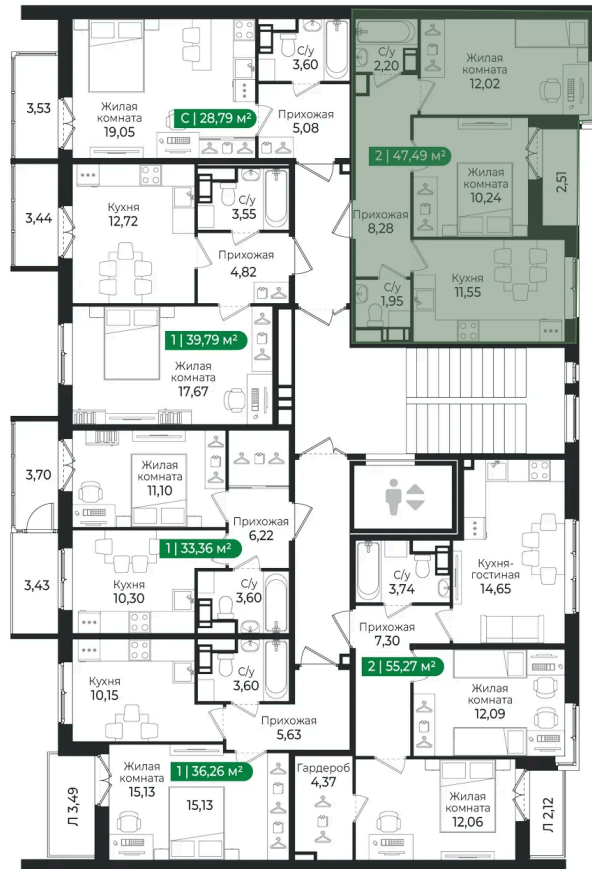 3,53
Жилая
комната
19,05
С/у
3,60
С | 28,79 м²
Прихожая
5,08
С/у
2,20
Жилая
комната
12,02
2 | 47,49 м²
Жилая
комната
10,24
2,51
Прихожая
8,28
С/у
1,95
Кухня
11,55
3,44
Кухня
12,72
С/у
3,55
Прихожая
4,82
1 | 39,79 м²
Жилая
комната
17,67
3,70
Жилая
комната
11,10
Прихожая
6,22
1 | 33,36 м²
3,43
Кухня
10,30
С/у
3,60
С/у
3,74
Кухня-
гостиная
14,65
Прихожая
7,30
2 | 55,27 м²
Кухня
10,15
С/у
3,60
Прихожая
5,63
Жилая
комната
12,09
1 | 36,26 м²
Жилая
комната
15,13
15,13
Л 3,49
Гардероб
4,37
Жилая
комната
12,06
Л 2,12